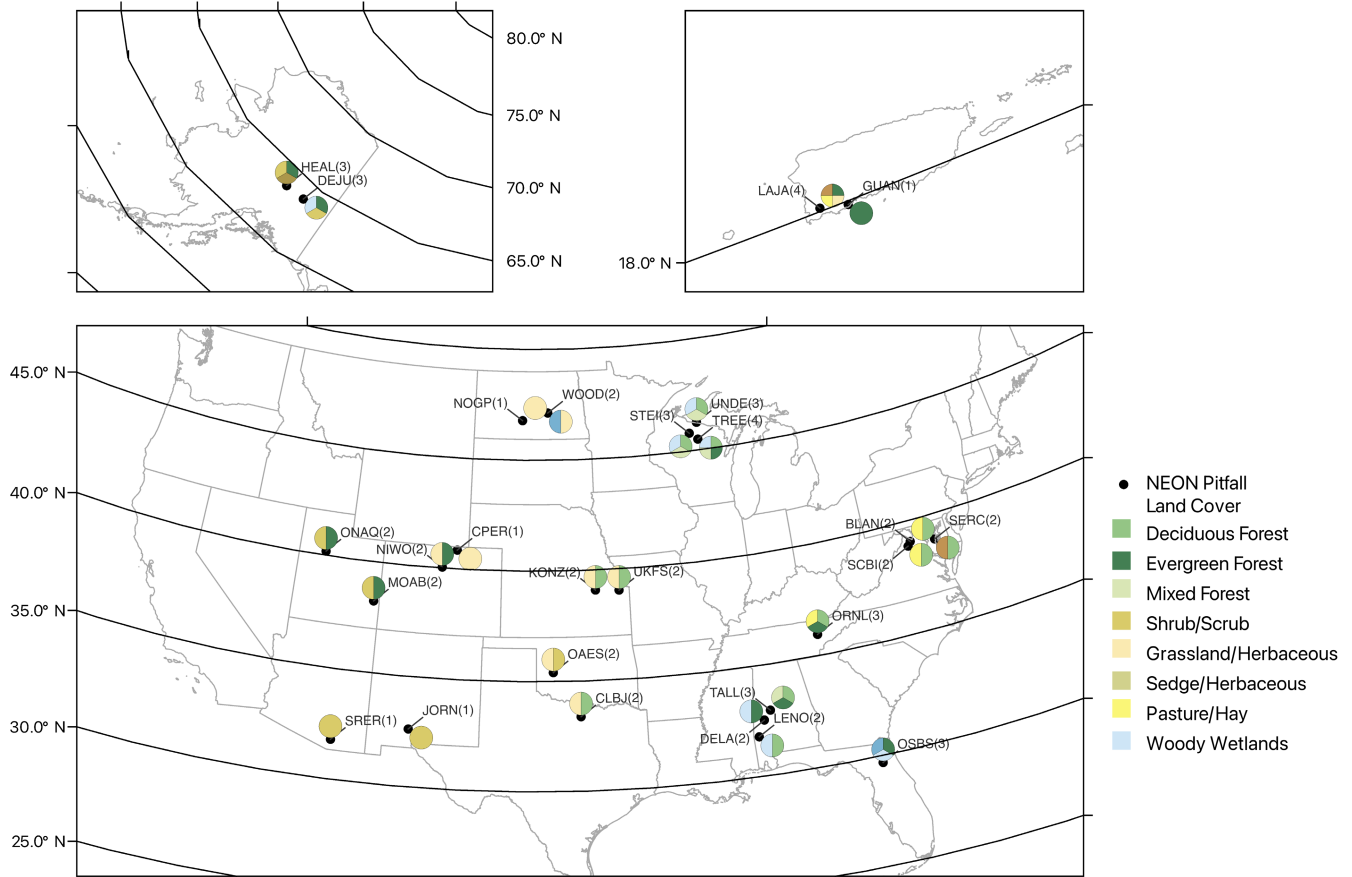 80.0° N
75.0° N
HEAL(3)
DEJU(3)
70.0° N
65.0° N
LAJA(4)
GUAN(1)
18.0° N
45.0° N
40.0° N
35.0° N
30.0° N
25.0° N
NOGP(1)
WOOD(2)
STEI(3)
UNDE(3)
TREE(4)
ONAQ(2)
NIWO(2)
CPER(1)
MOAB(2)
KONZ(2)
UKFS(2)
BLAN(2)
SERC(2)
SCBI(2)
ORNL(3)
OAES(2)
CLBJ(2)
SRER(1)
JORN(1)
TALL(3)
LENO(2)
DELA(2)
OSBS(3)
NEON Pitfall
Land Cover
Deciduous Forest
Evergreen Forest
Mixed Forest
Shrub/Scrub
Grassland/Herbaceous
Sedge/Herbaceous
Pasture/Hay
Woody Wetlands